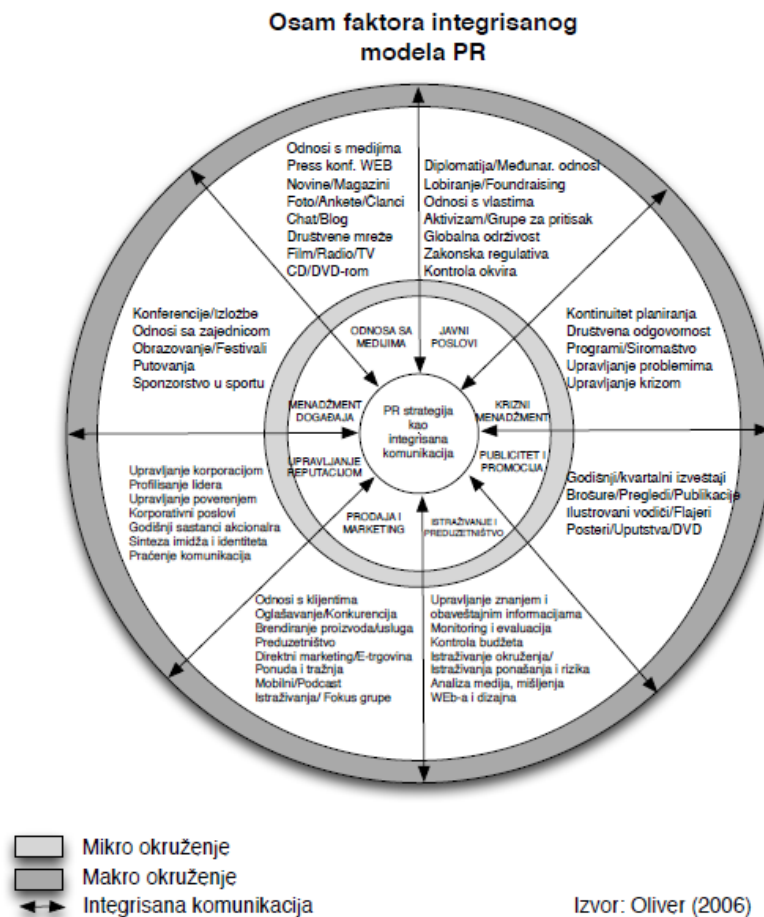 Osam faktora integrisanog
modela PR
Odnosi s medijima
Press konf. WEB
Novine/Magazini
Foto/Ankete/Članci
Chat/Blog
Društvene mreže
Film/Radio/TV
CD/DVD-rom
Diplomatija/Međunar. odnosi
Lobiranje/Foundraising
Odnosi s vlastima
Aktivizam/Grupe za pritisak
Globalna održivost
Zakonska regulativa
Kontrola okvira
Konferencije/Izložbe
Odnosi sa zajednicom
Obrazovanje/Festivali
Putovanja
Sponzorstvo u sportu
Kontinuitet planiranja
Društvena odgovornost
Programi/Siromaštvo
Upravljanje problemima
Upravljanje krizom
ODNOSA SA
MEDIJIMA
JAVNI
POSLOVI
MENADŽMENT
DOGAĐAJA
PR strategija
kao
integrisana
komunikacija
KRIZNI
MENADŽMENT
UPRAVLJANJE
REPUTACIJOM
PUBLICITET I
PROMOCIJA
PRODAJA I
MARKETING
ISTRAŽIVANJE I
PREDUZETNIŠTVO
Upravljanje korporacijom
Profilisanje lidera
Upravljanje poverenjem
Korporativni poslovi
Godišnji sastanci akcionalra
Sinteza imidža i identiteta
Praćenje komunikacija
Godišnji/kvartalni izveštaji
Brošure/Pregledi/Publikacije
Ilustrovani vodiči/Flajeri
Posteri/Uputstva/DVD
Odnosi s klijentima
Oglašavanje/Konkurencija
Brendiranje proizvoda/usluga
Preduzetništvo
Direktni marketing/E-trgovina
Ponuda i tražnja
Mobilni/Podcast
Istraživanja/ Fokus grupe
Upravljanje znanjem i
obaveštajnim informacijama
Monitoring i evaluacija
Kontrola budžeta
Istraživanje okruženja/
Istraživanja ponašanja i rizika
Analiza medija, mišljenja
WEb-a i dizajna
Mikro okruženje
Makro okruženje
Integrisana komunikacija
Izvor: Oliver (2006)